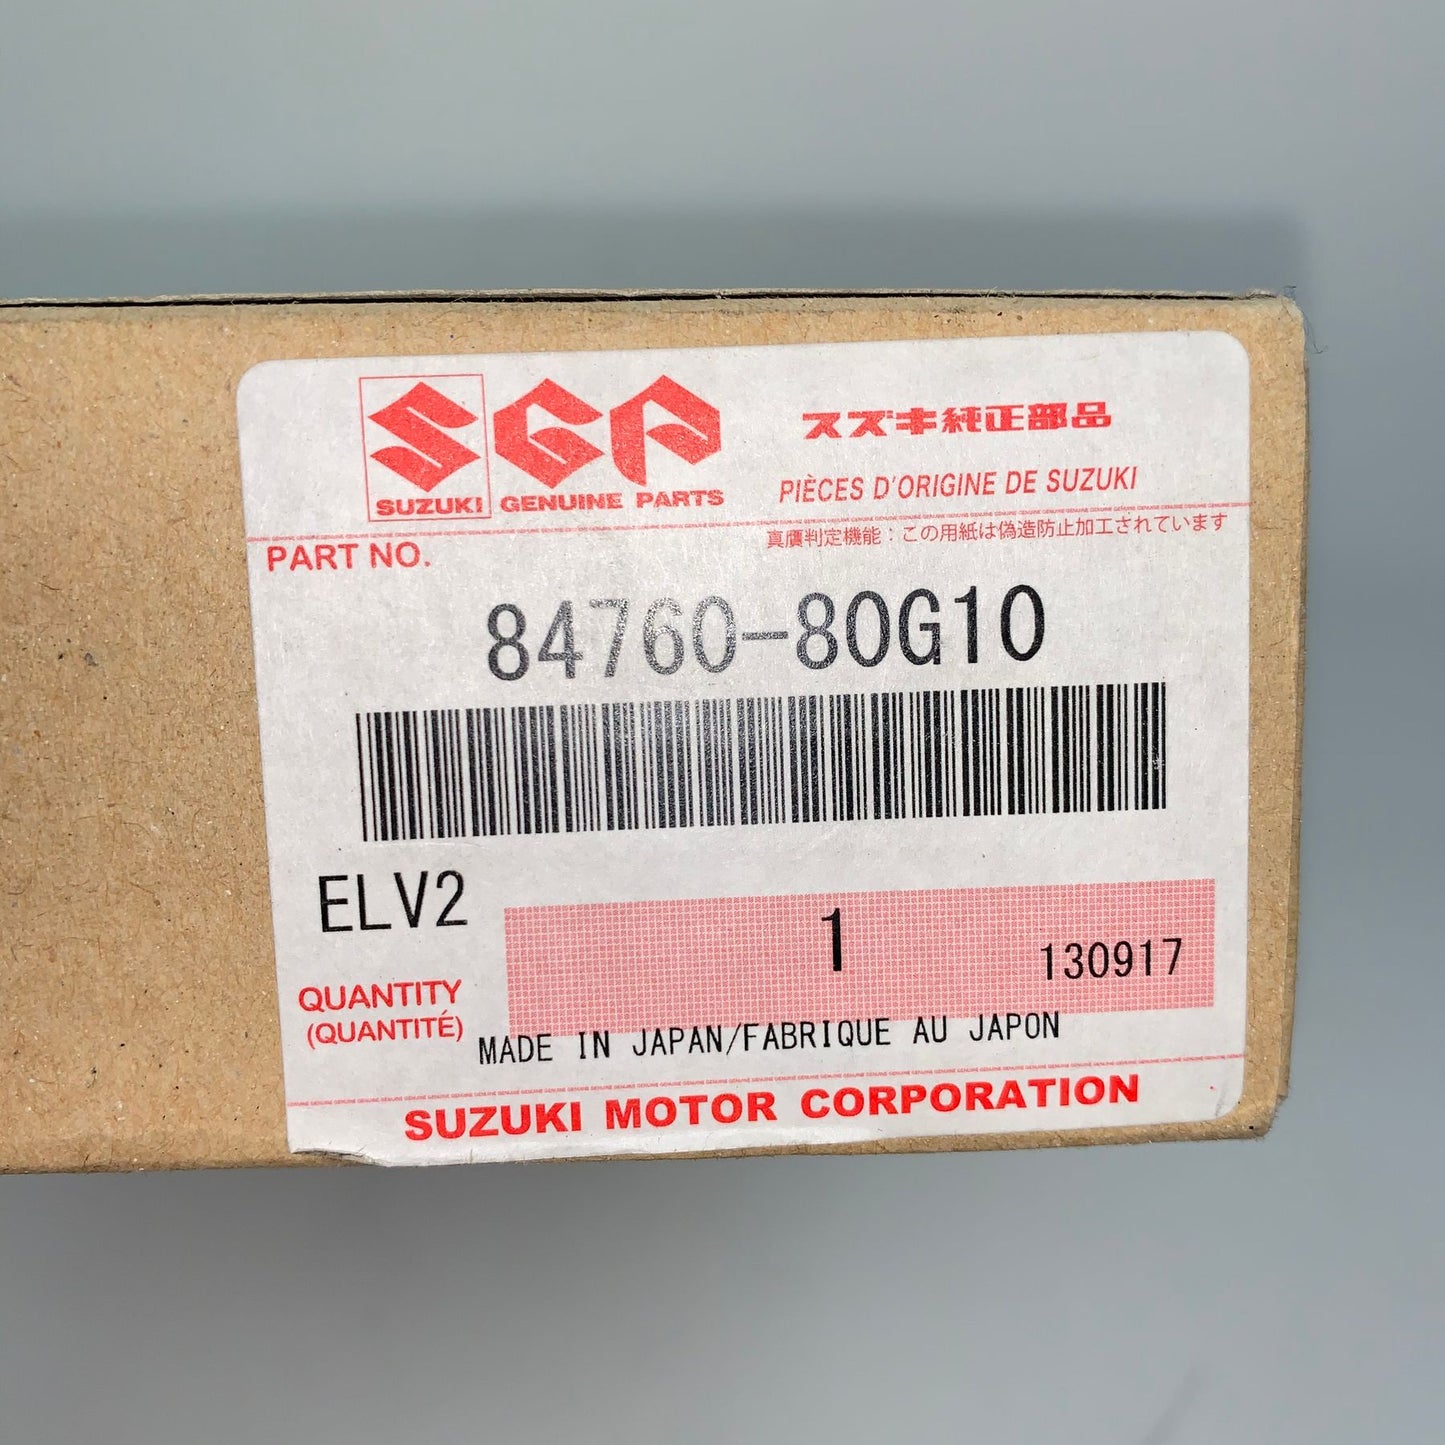 SGP
SUZUKI GENUINE PARTS
スズキ純正部品
PIÈCES D'ORIGINE DE SUZUKI
真贋判定機能：この用紙は偽造防止加工されています
PART NO.
84760-80G10
ELV2
1
130917
QUANTITY
(QUANTITÉ)
MADE IN JAPAN/FABRIQUE AU JAPON
SUZUKI MOTOR CORPORATION